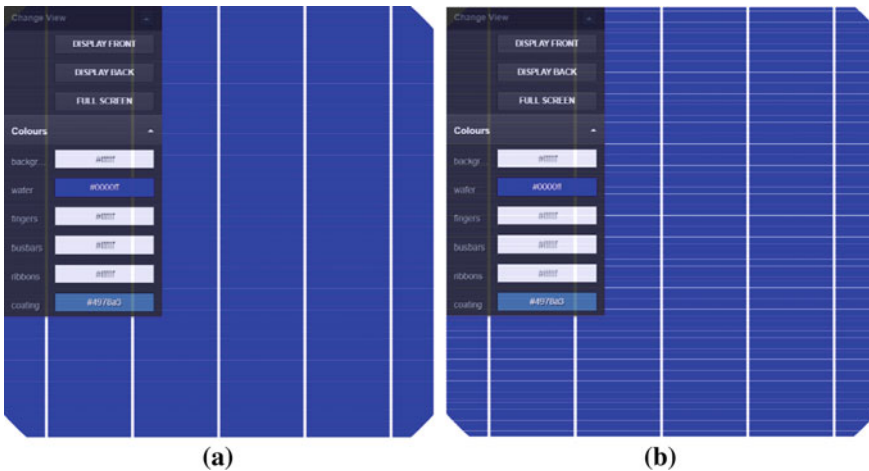 Change View
DISPLAY FRONT
DISPLAY BACK
FULL SCREEN
Colours
backgr...
#ffffff
wafer
#0000ff
fingers
#ffffff
busbars
#ffffff
ribbons
#ffffff
coating
#4978a3
(a)
Change View
DISPLAY FRONT
DISPLAY BACK
FULL SCREEN
Colours
backgr...
#ffffff
wafer
#0000ff
fingers
#ffffff
busbars
#ffffff
ribbons
#ffffff
coating
#4978a3
(b)